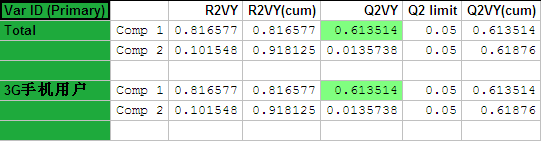 Var ID (Primary) R2VY R2VY(cum) Q2VY Q2 limit Q2VY(cum)
Total Comp 1 0.816577 0.816577 0.613514 0.05 0.613514
Comp 2 0.101548 0.918125 0.0135738 0.05 0.61876
3G手机用户 Comp 1 0.816577 0.816577 0.613514 0.05 0.613514
Comp 2 0.101548 0.918125 0.0135738 0.05 0.61876